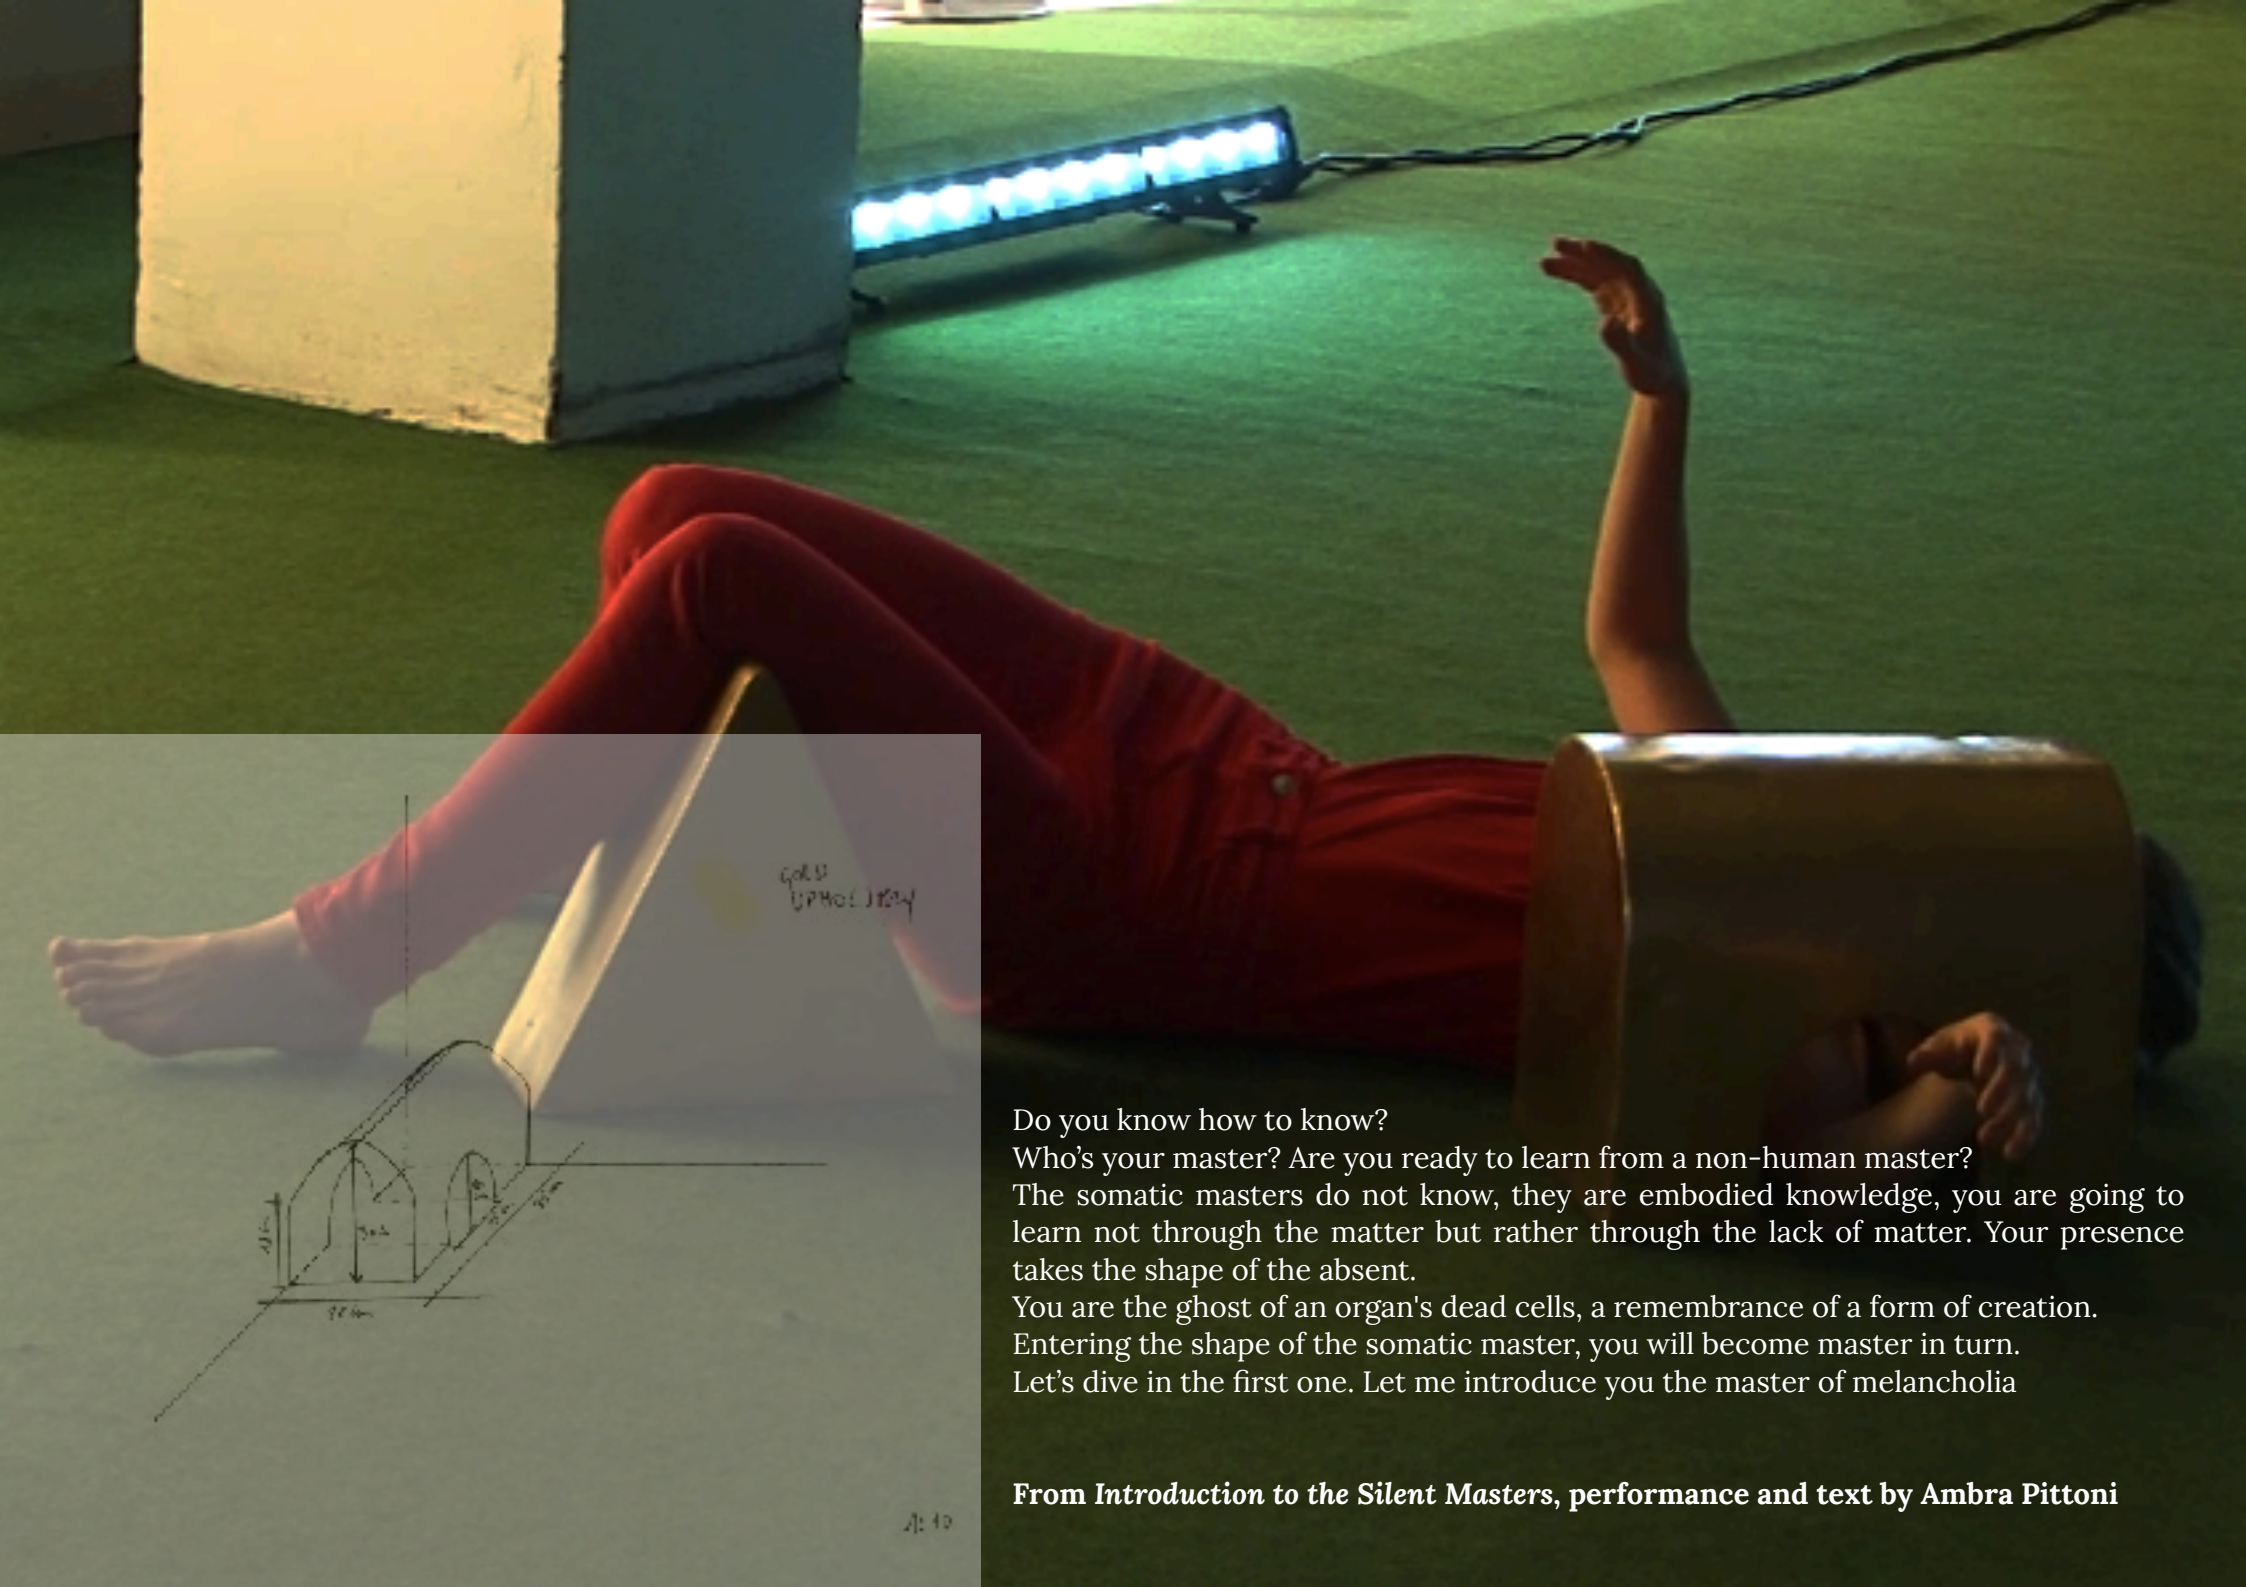 GOLD
UPHOLSTERY
1:10
Do you know how to know?
Who’s your master? Are you ready to learn from a non-human master?
The somatic masters do not know, they are embodied knowledge, you are going to
learn not through the matter but rather through the lack of matter. Your presence
takes the shape of the absent.
You are the ghost of an organ's dead cells, a remembrance of a form of creation.
Entering the shape of the somatic master, you will become master in turn.
Let’s dive in the first one. Let me introduce you the master of melancholia
From Introduction to the Silent Masters, performance and text by Ambra Pittoni